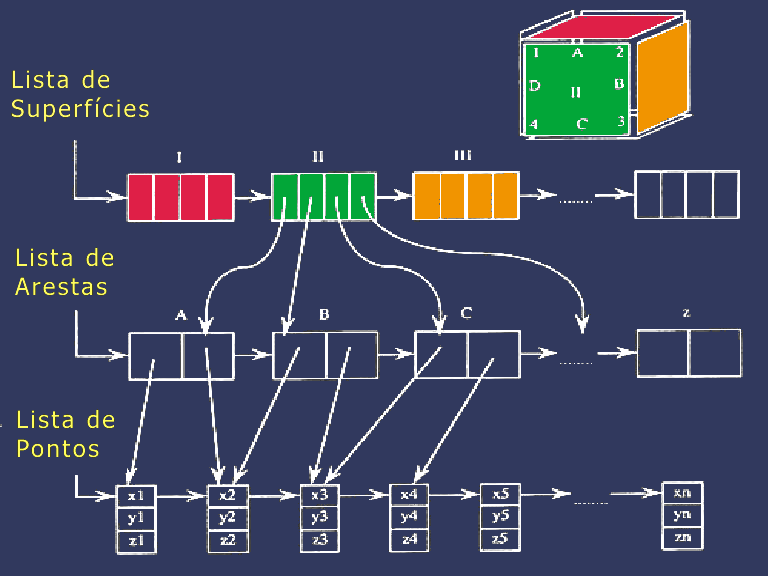 1 A 2
D II B
4 C 3
Lista de
Superfícies
I II III
........
Lista de
Arestas
A B C z
........
Lista de
Pontos
x1 x2 x3 x4 x5 ........ xn
y1 y2 y3 y4 y5 yn
z1 z2 z3 z4 z5 zn